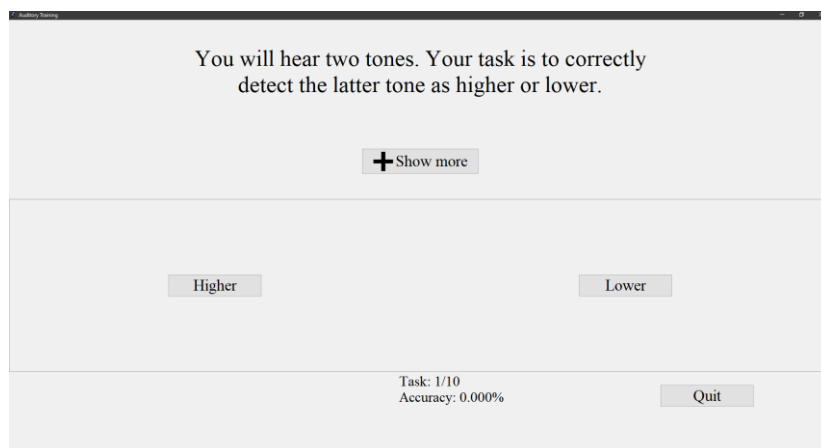 Auditory Training
You will hear two tones. Your task is to correctly
detect the latter tone as higher or lower.
Show more
Higher
Lower
Task: 1/10
Accuracy: 0.000%
Quit